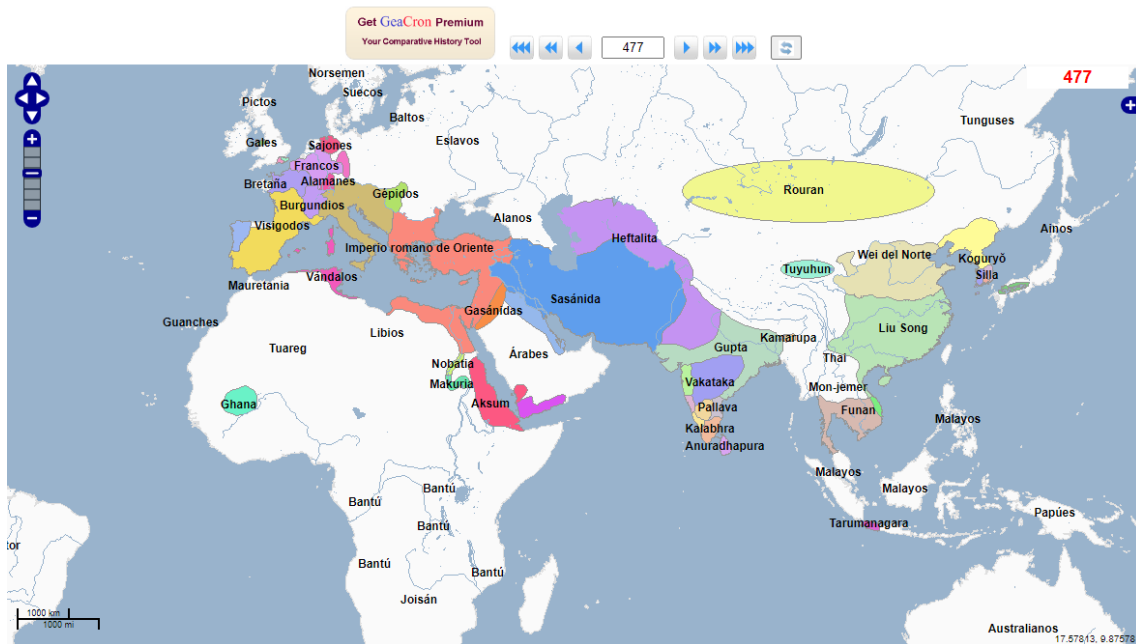 Get GeaCron Premium
Your Comparative History Tool
477
477
Norsemen
Suecos
Pictos
Baltos
Tunguses
Gales
Sajones
Eslavos
Francos
Bretaña
Alamanes
Rouran
Gépidos
Burgundios
Alanos
Visigodos
Ainos
Heftalita
Imperio romano de Oriente
Wei del Norte
Koguryŏ
Tuyuhun
Silla
Vándalos
Mauretania
Sasánida
Gasánidas
Guanches
Libios
Liu Song
Kamarupa
Tuareg
Gupta
Árabes
Thai
Nobatia
Makuria
Vakataka
Mon-jemer
Ghana
Aksum
Pallava
Funan
Malayos
Kalabhra
Anuradhapura
Malayos
Bantú
Malayos
Bantú
Papúes
Bantú
Tarumanagara
tor
Bantú
Bantú
Joisán
1000 km
1000 mi
Australianos
17.57813, 9.87578